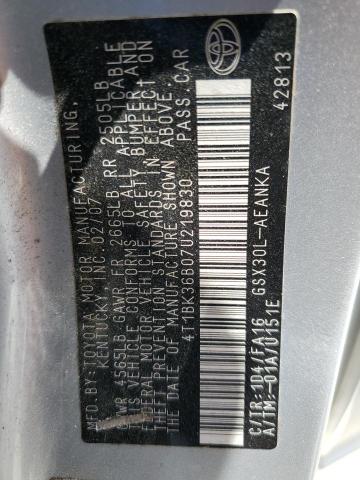 MFD.BY:TOYOTA MOTOR MANUFACTURING,
KENTUCKY,INC. 02/07
GVWR 4565LB GAWR FR 2665LB RR 2505LB
THIS VEHICLE CONFORMS TO ALL APPLICABLE
FEDERAL MOTOR VEHICLE SAFETY, BUMPER AND
THEFT PREVENTION STANDARDS IN EFFECT ON
THE DATE OF MANUFACTURE SHOWN ABOVE.
4T1BK36B07U219830 PASS.CAR
C/TR:1D4/FA16 GSX30L-AEANKA
A/TM:-01A/U151E
42813